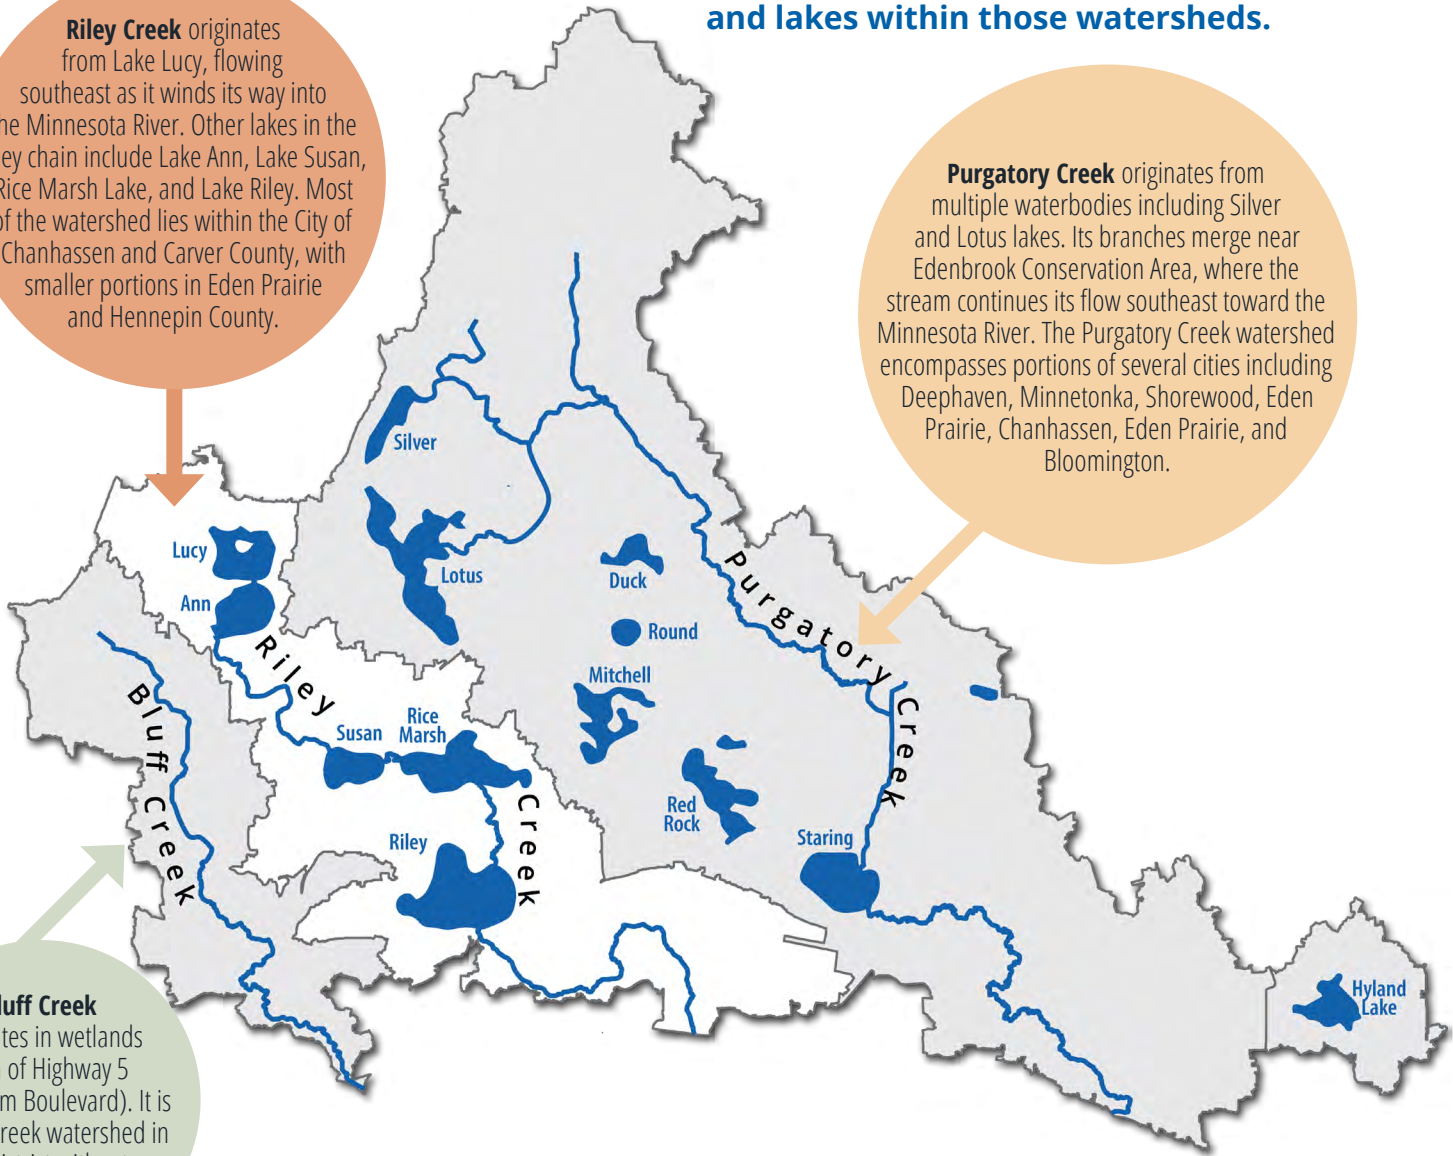 and lakes within those watersheds.
Riley Creek originates
from Lake Lucy, flowing
southeast as it winds its way into
Minnesota River. Other lakes in the
chain include Lake Ann, Lake Susan,
Rice Marsh Lake, and Lake Riley. Most
of the watershed lies within the City of
Chanhassen and Carver County, with
smaller portions in Eden Prairie
and Hennepin County.
Purgatory Creek originates from
multiple waterbodies including Silver
and Lotus lakes. Its branches merge near
Edenbrook Conservation Area, where the
stream continues its flow southeast toward the
Minnesota River. The Purgatory Creek watershed
encompasses portions of several cities including
Deephaven, Minnetonka, Shorewood, Eden
Prairie, Chanhassen, Eden Prairie, and
Bloomington.
Silver
Lucy
Lotus
Duck
Ann
Round
Mitchell
Purgatory Creek
Riley Creek
Bluff Creek
Susan
Rice
Marsh
Red
Rock
Riley
Staring
Hyland
Lake
Creek
in wetlands
of Highway 5
Boulevard). It is
creek watershed in